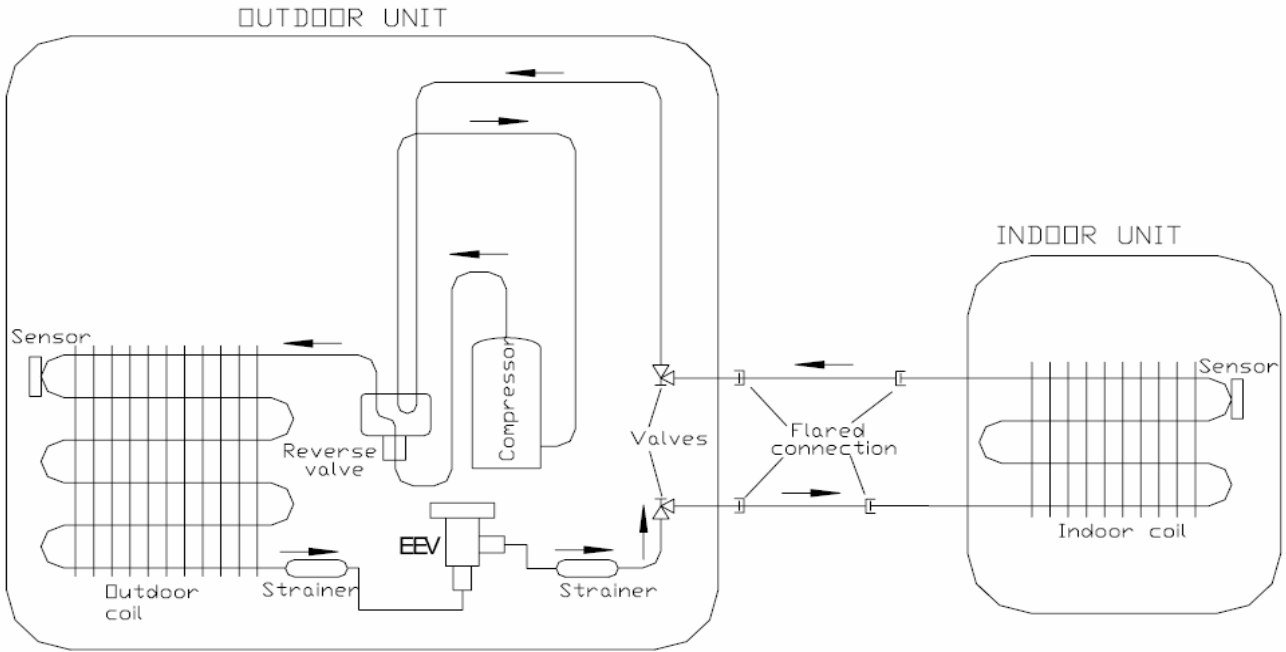 OUTDOOR UNIT
INDOOR UNIT
Sensor
Sensor
Compressor
Reverse
valve
Valves
Flared
connection
EEV
Indoor coil
Outdoor
coil
Strainer
Strainer